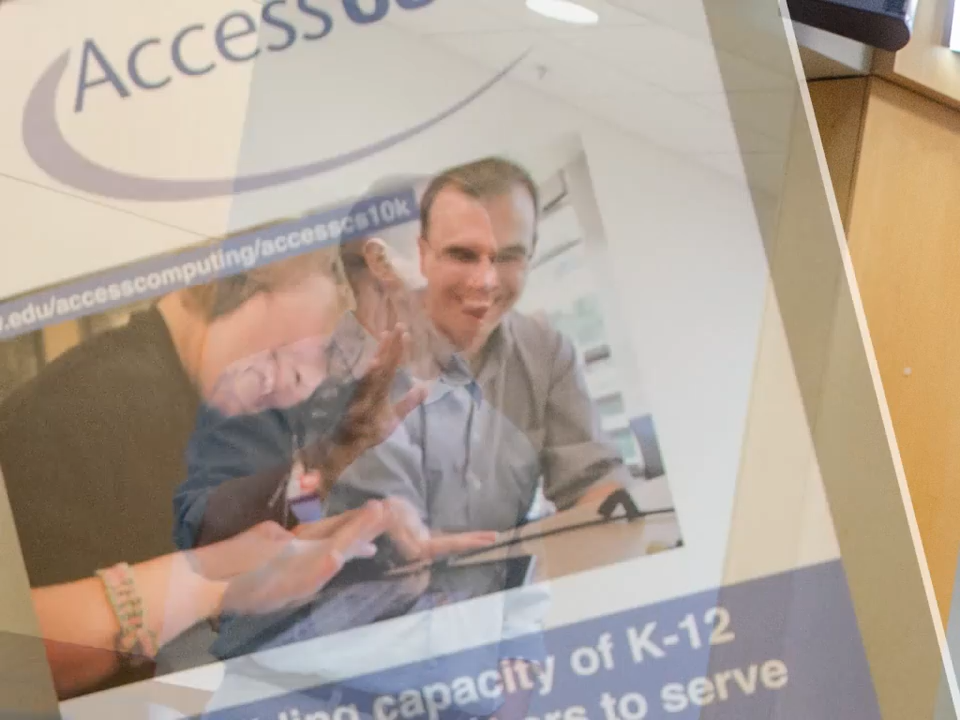 Access
.edu/accesscomputing/accesscs10k
capacity of K-12
to serve